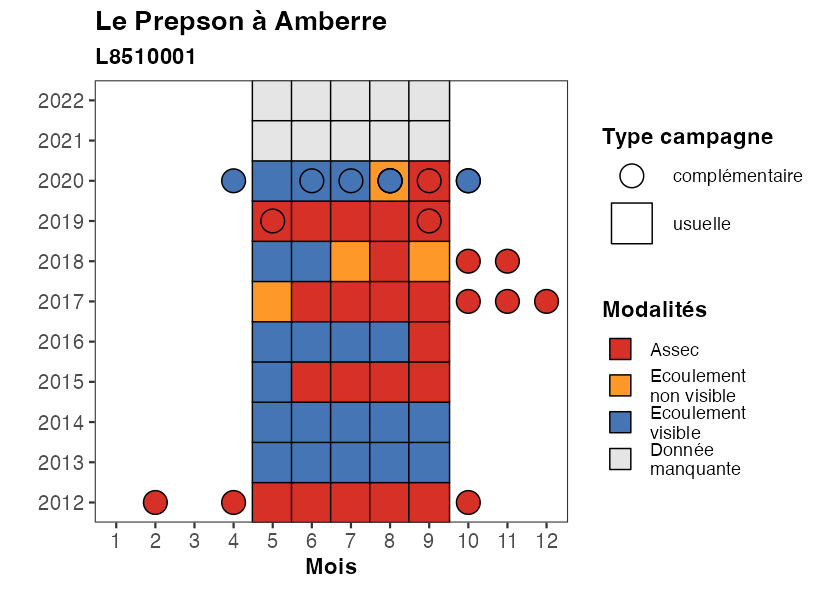 Le Prepson à Amberre
L8510001
2022
2021
2020
2019
2018
2017
2016
2015
2014
2013
2012
1 2 3 4 5 6 7 8 9 10 11 12
Mois
Type campagne
complémentaire
usuelle
Modalités
Assec
Ecoulement
non visible
Ecoulement
visible
Donnée
manquante